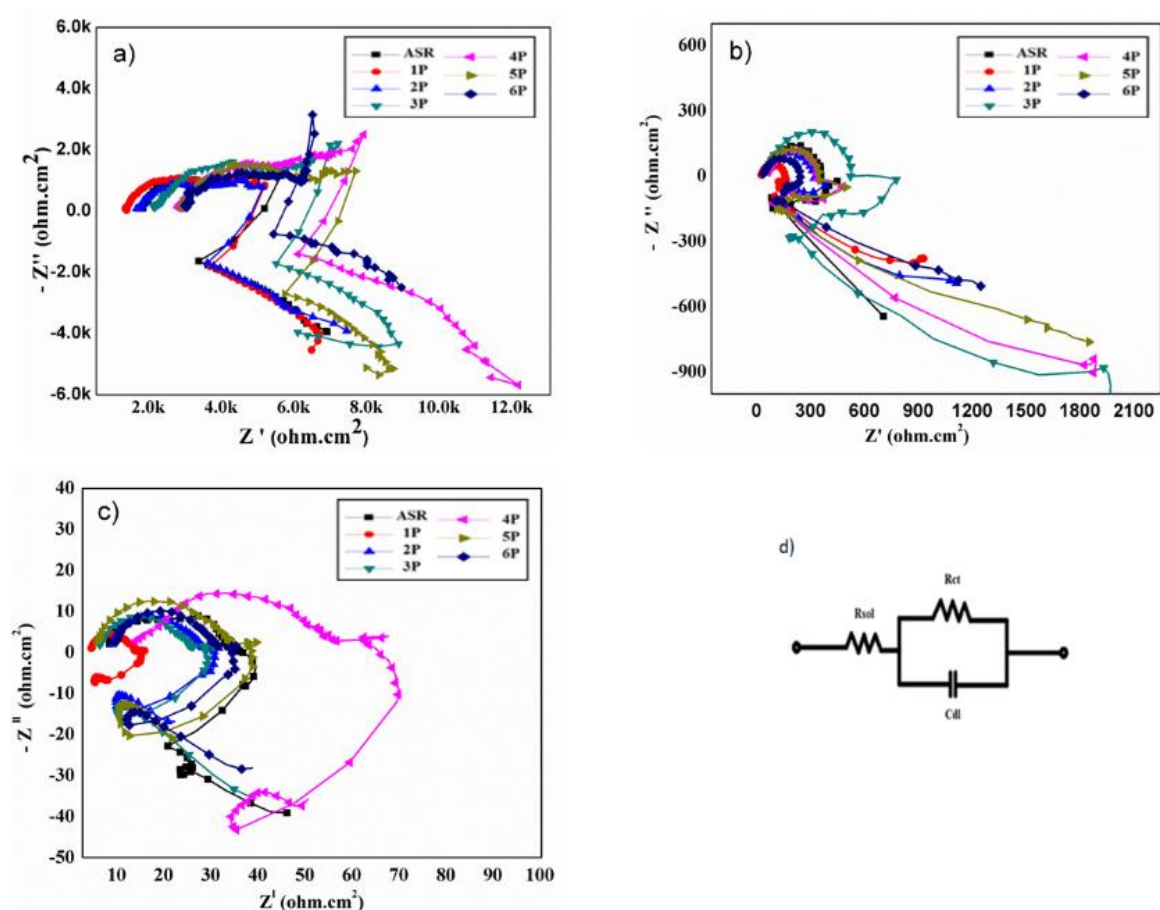 a)
6.0k
4.0k
2.0k
0.0
-2.0k
-4.0k
-6.0k
- Z'' (ohm.cm2)
ASR
1P
2P
3P
4P
5P
6P
2.0k 4.0k 6.0k 8.0k 10.0k 12.0k
Z ' (ohm.cm2)
b)
600
300
0
-300
-600
-900
- Z'' (ohm.cm2)
ASR
1P
2P
3P
4P
5P
6P
0 300 600 900 1200 1500 1800 2100
Z' (ohm.cm2)
c)
40
30
20
10
0
-10
-20
-30
-40
-50
- ZII (ohm.cm2)
ASR
1P
2P
3P
4P
5P
6P
10 20 30 40 50 60 70 80 90 100
ZI (ohm.cm2)
d)
Rct
Rsol
Cdl